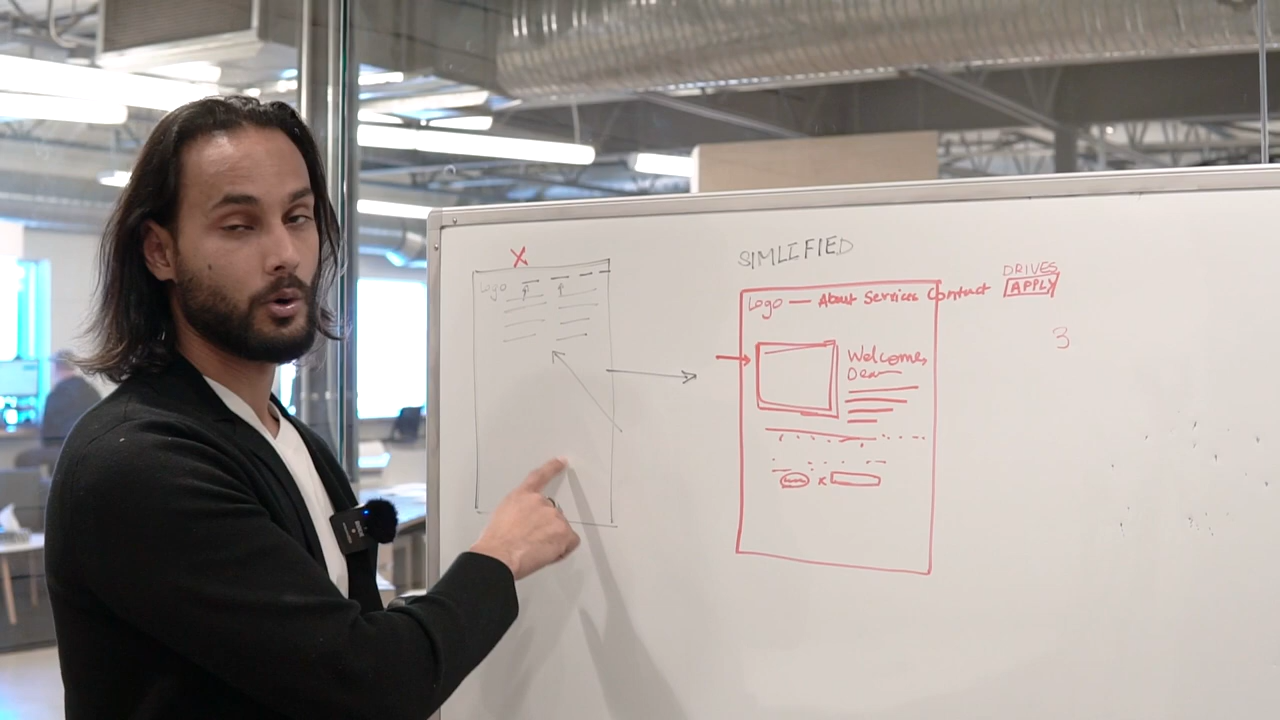 X
Logo
SIMLIFIED
Logo — About Services Contact
Welcome,
Dear
x
DRIVES
APPLY
3